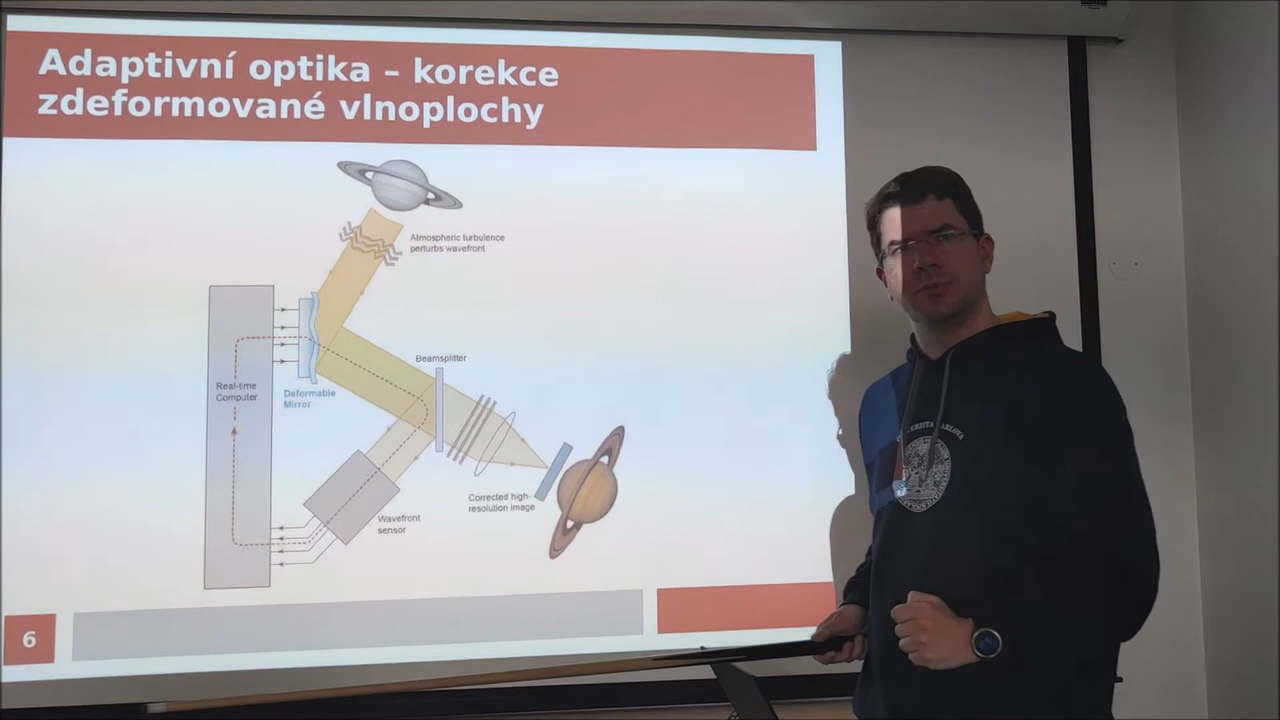 Adaptivní optika – korekce
zdeformované vlnoplochy
Atmospheric turbulence
perturbs wavefront
Beamsplitter
Real-time
Computer
Deformable
Mirror
Corrected high-
resolution image
Wavefront
sensor
6